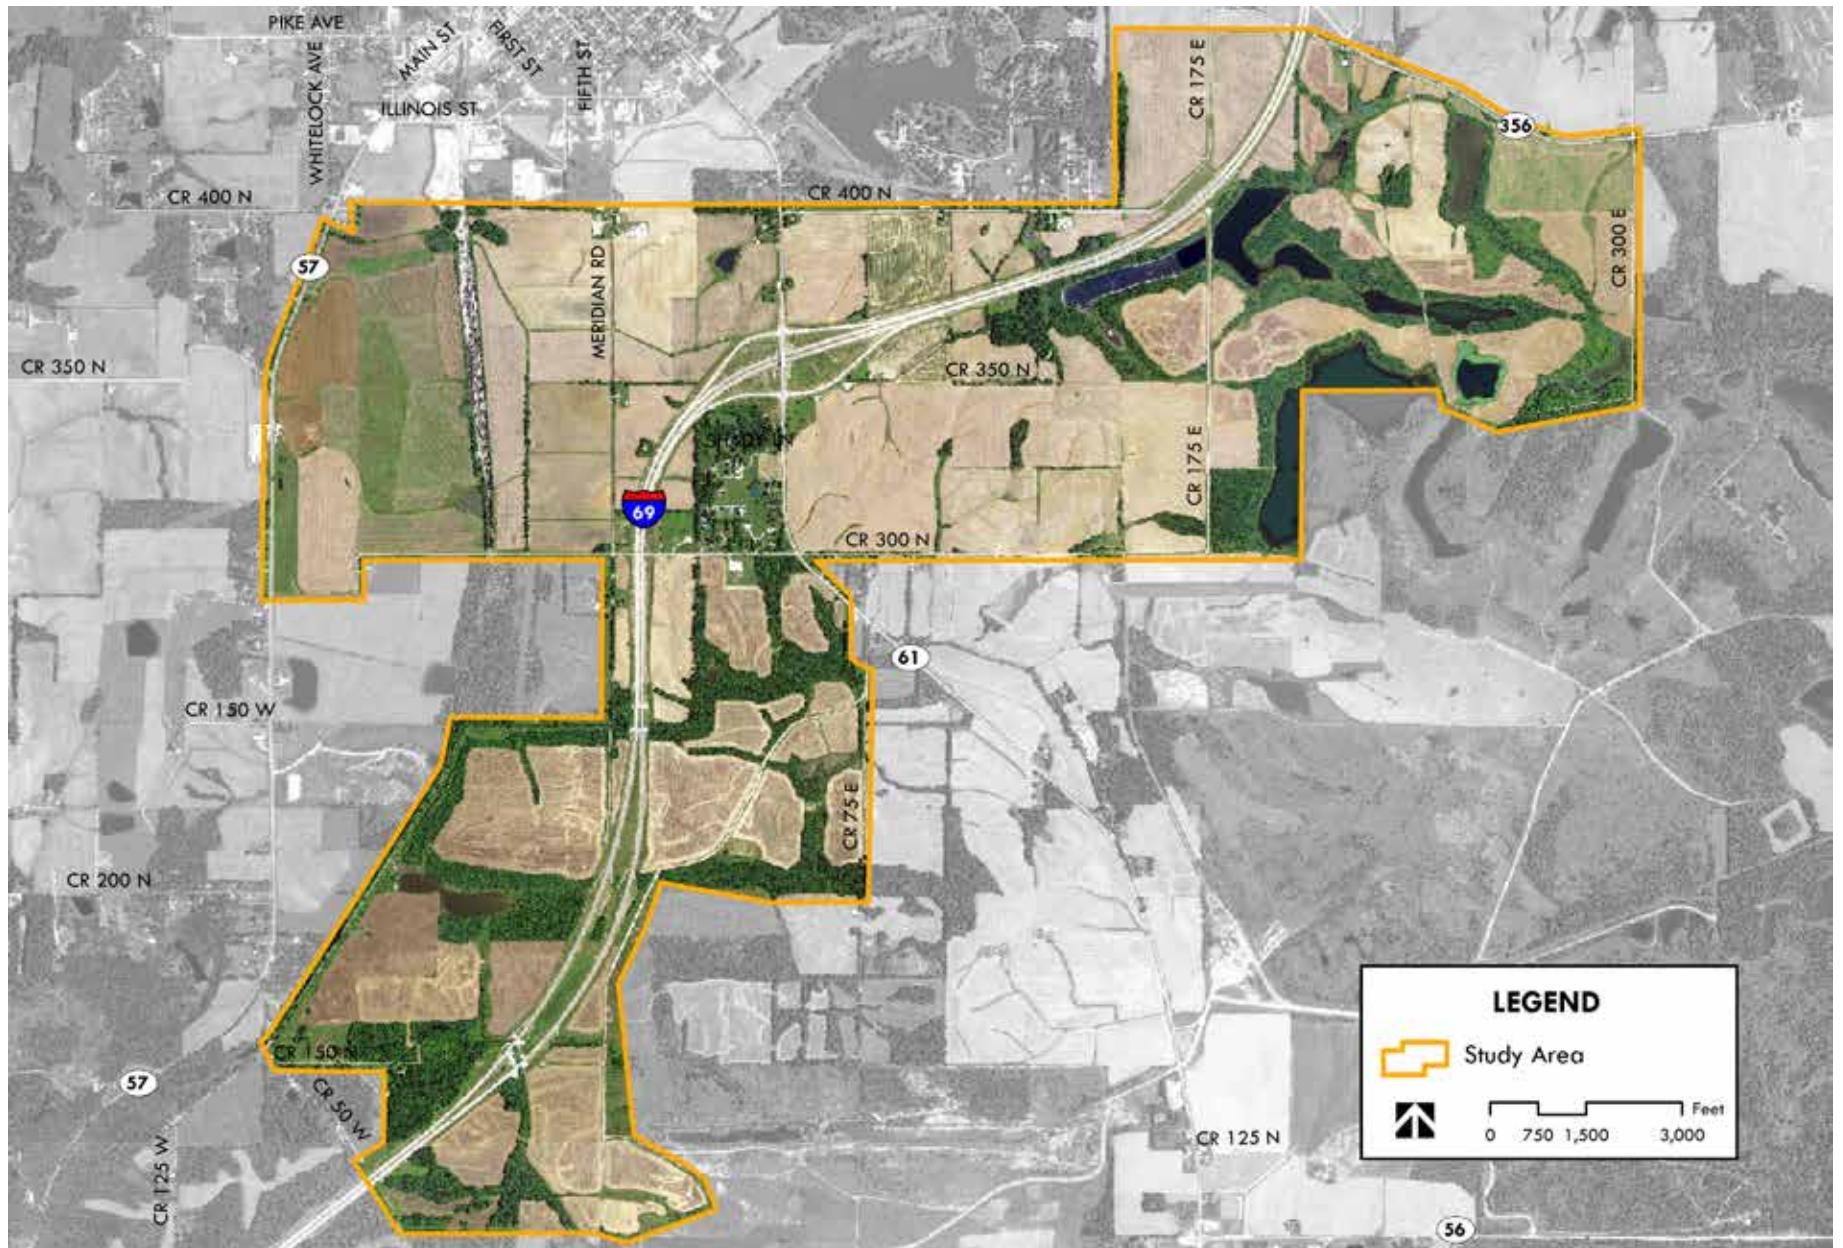 PIKE AVE
MAIN ST
FIRST ST
FIFTH ST
WHITELOCK AVE
ILLINOIS ST
CR 175 E
356
CR 400 N
CR 400 N
57
MERIDIAN RD
CR 300 E
CR 350 N
CR 350 N
SHADY LN
CR 175 E
69
CR 300 N
61
CR 150 W
CR 75 E
CR 200 N
CR 150 N
57
CR 50 W
CR 125 W
CR 125 N
56
LEGEND
Study Area
Feet
0 750 1,500 3,000